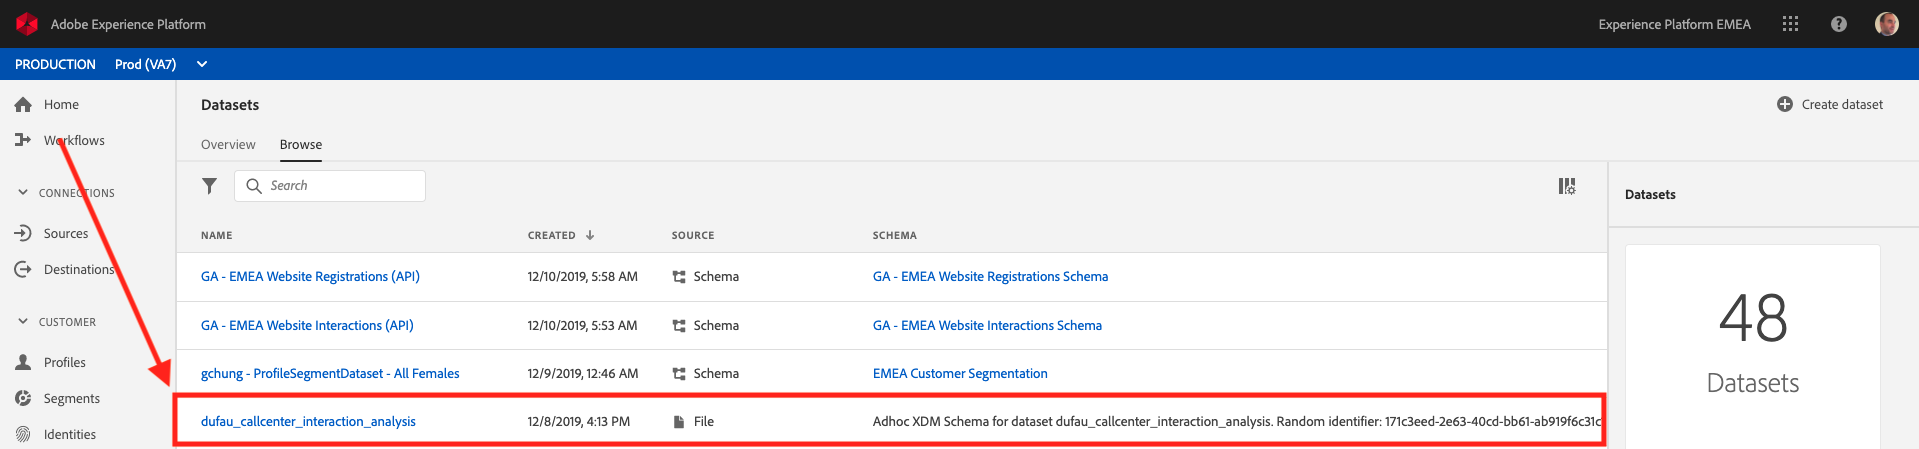 Adobe Experience Platform
Experience Platform EMEA
PRODUCTION Prod (VA7)
Home
Workflows
CONNECTIONS
Sources
Destinations
CUSTOMER
Profiles
Segments
Identities
Datasets
Create dataset
Overview Browse
Search
NAME CREATED SOURCE SCHEMA
GA - EMEA Website Registrations (API) 12/10/2019, 5:58 AM Schema GA - EMEA Website Registrations Schema
GA - EMEA Website Interactions (API) 12/10/2019, 5:53 AM Schema GA - EMEA Website Interactions Schema
gchung - ProfileSegmentDataset - All Females 12/9/2019, 12:46 AM Schema EMEA Customer Segmentation
dufau_callcenter_interaction_analysis 12/8/2019, 4:13 PM File Adhoc XDM Schema for dataset dufau_callcenter_interaction_analysis. Random identifier: 171c3eed-2e63-40cd-bb61-ab919f6c31c
Datasets
48
Datasets